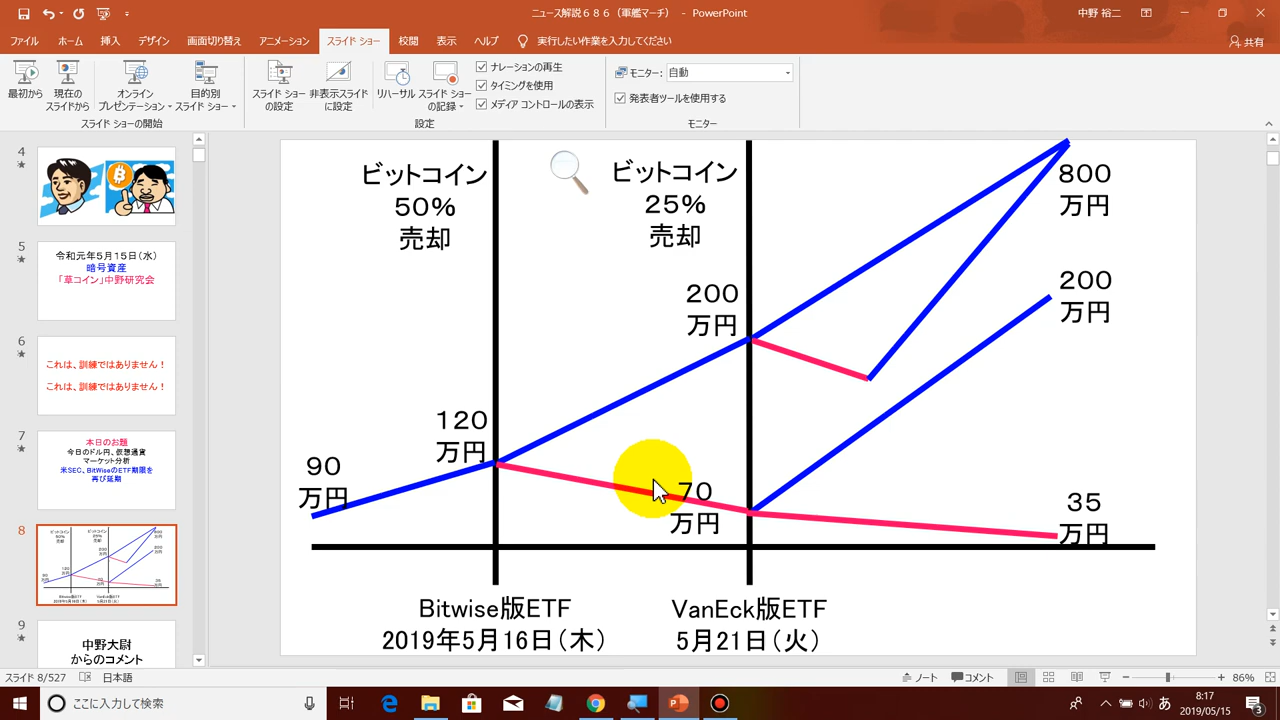 ニュース解説６８６（軍艦マーチ） - PowerPoint
中野 裕二
ファイル
ホーム
挿入
デザイン
画面切り替え
アニメーション
スライド ショー
校閲
表示
ヘルプ
実行したい作業を入力してください
共有
最初から
現在の
スライドから
オンライン
プレゼンテーション
目的別
スライド ショー
スライド ショーの開始
スライド ショー
の設定
非表示スライド
に設定
リハーサル
スライド ショー
の記録
ナレーションの再生
タイミングを使用
メディア コントロールの表示
設定
モニター:
自動
発表者ツールを使用する
モニター
4
5
令和元年５月１５日（水）
暗号資産
「草コイン」中野研究会
6
これは、訓練ではありません！
これは、訓練ではありません！
7
本日のお題
今日のドル円、仮想通貨
マーケット分析
米SEC、BitWiseのETF期限を
再び延期
8
9
中野大尉
からのコメント
ビットコイン
50%
売却
ビットコイン
25%
売却
800
万円
200
万円
200
万円
120
万円
90
万円
70
万円
35
万円
Bitwise版ETF
2019年5月16日（木）
VanEck版ETF
5月21日（火）
スライド 8/527
日本語
ノート
コメント
86%
ここに入力して検索
あ
8:17
2019/05/15
3